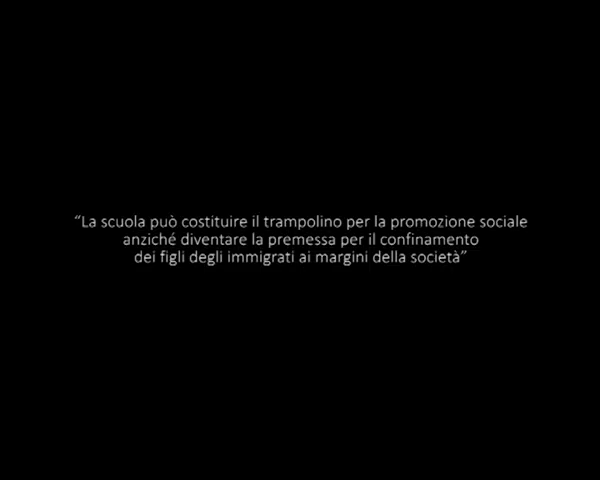 “La scuola può costituire il trampolino per la promozione sociale
anziché diventare la premessa per il confinamento
dei figli degli immigrati ai margini della società”